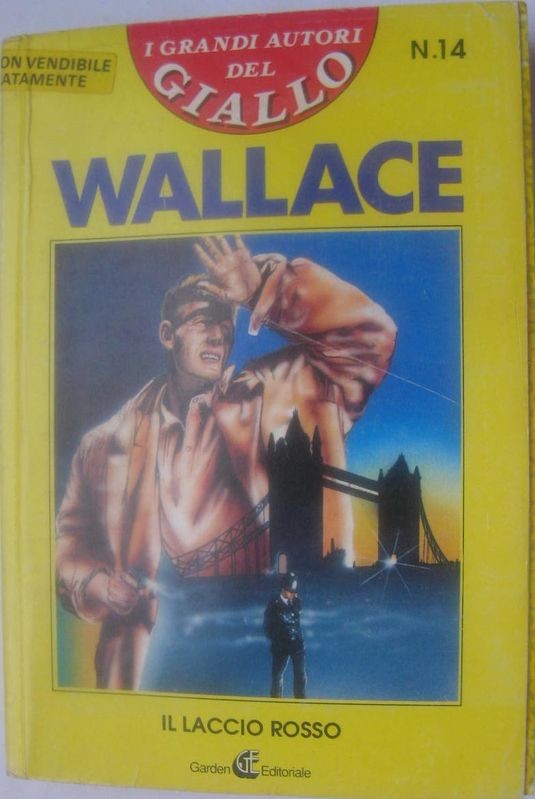 I GRANDI AUTORI
DEL
GIALLO
N.14
ON VENDIBILE
ATAMENTE
WALLACE
IL LACCIO ROSSO
Garden GE Editoriale